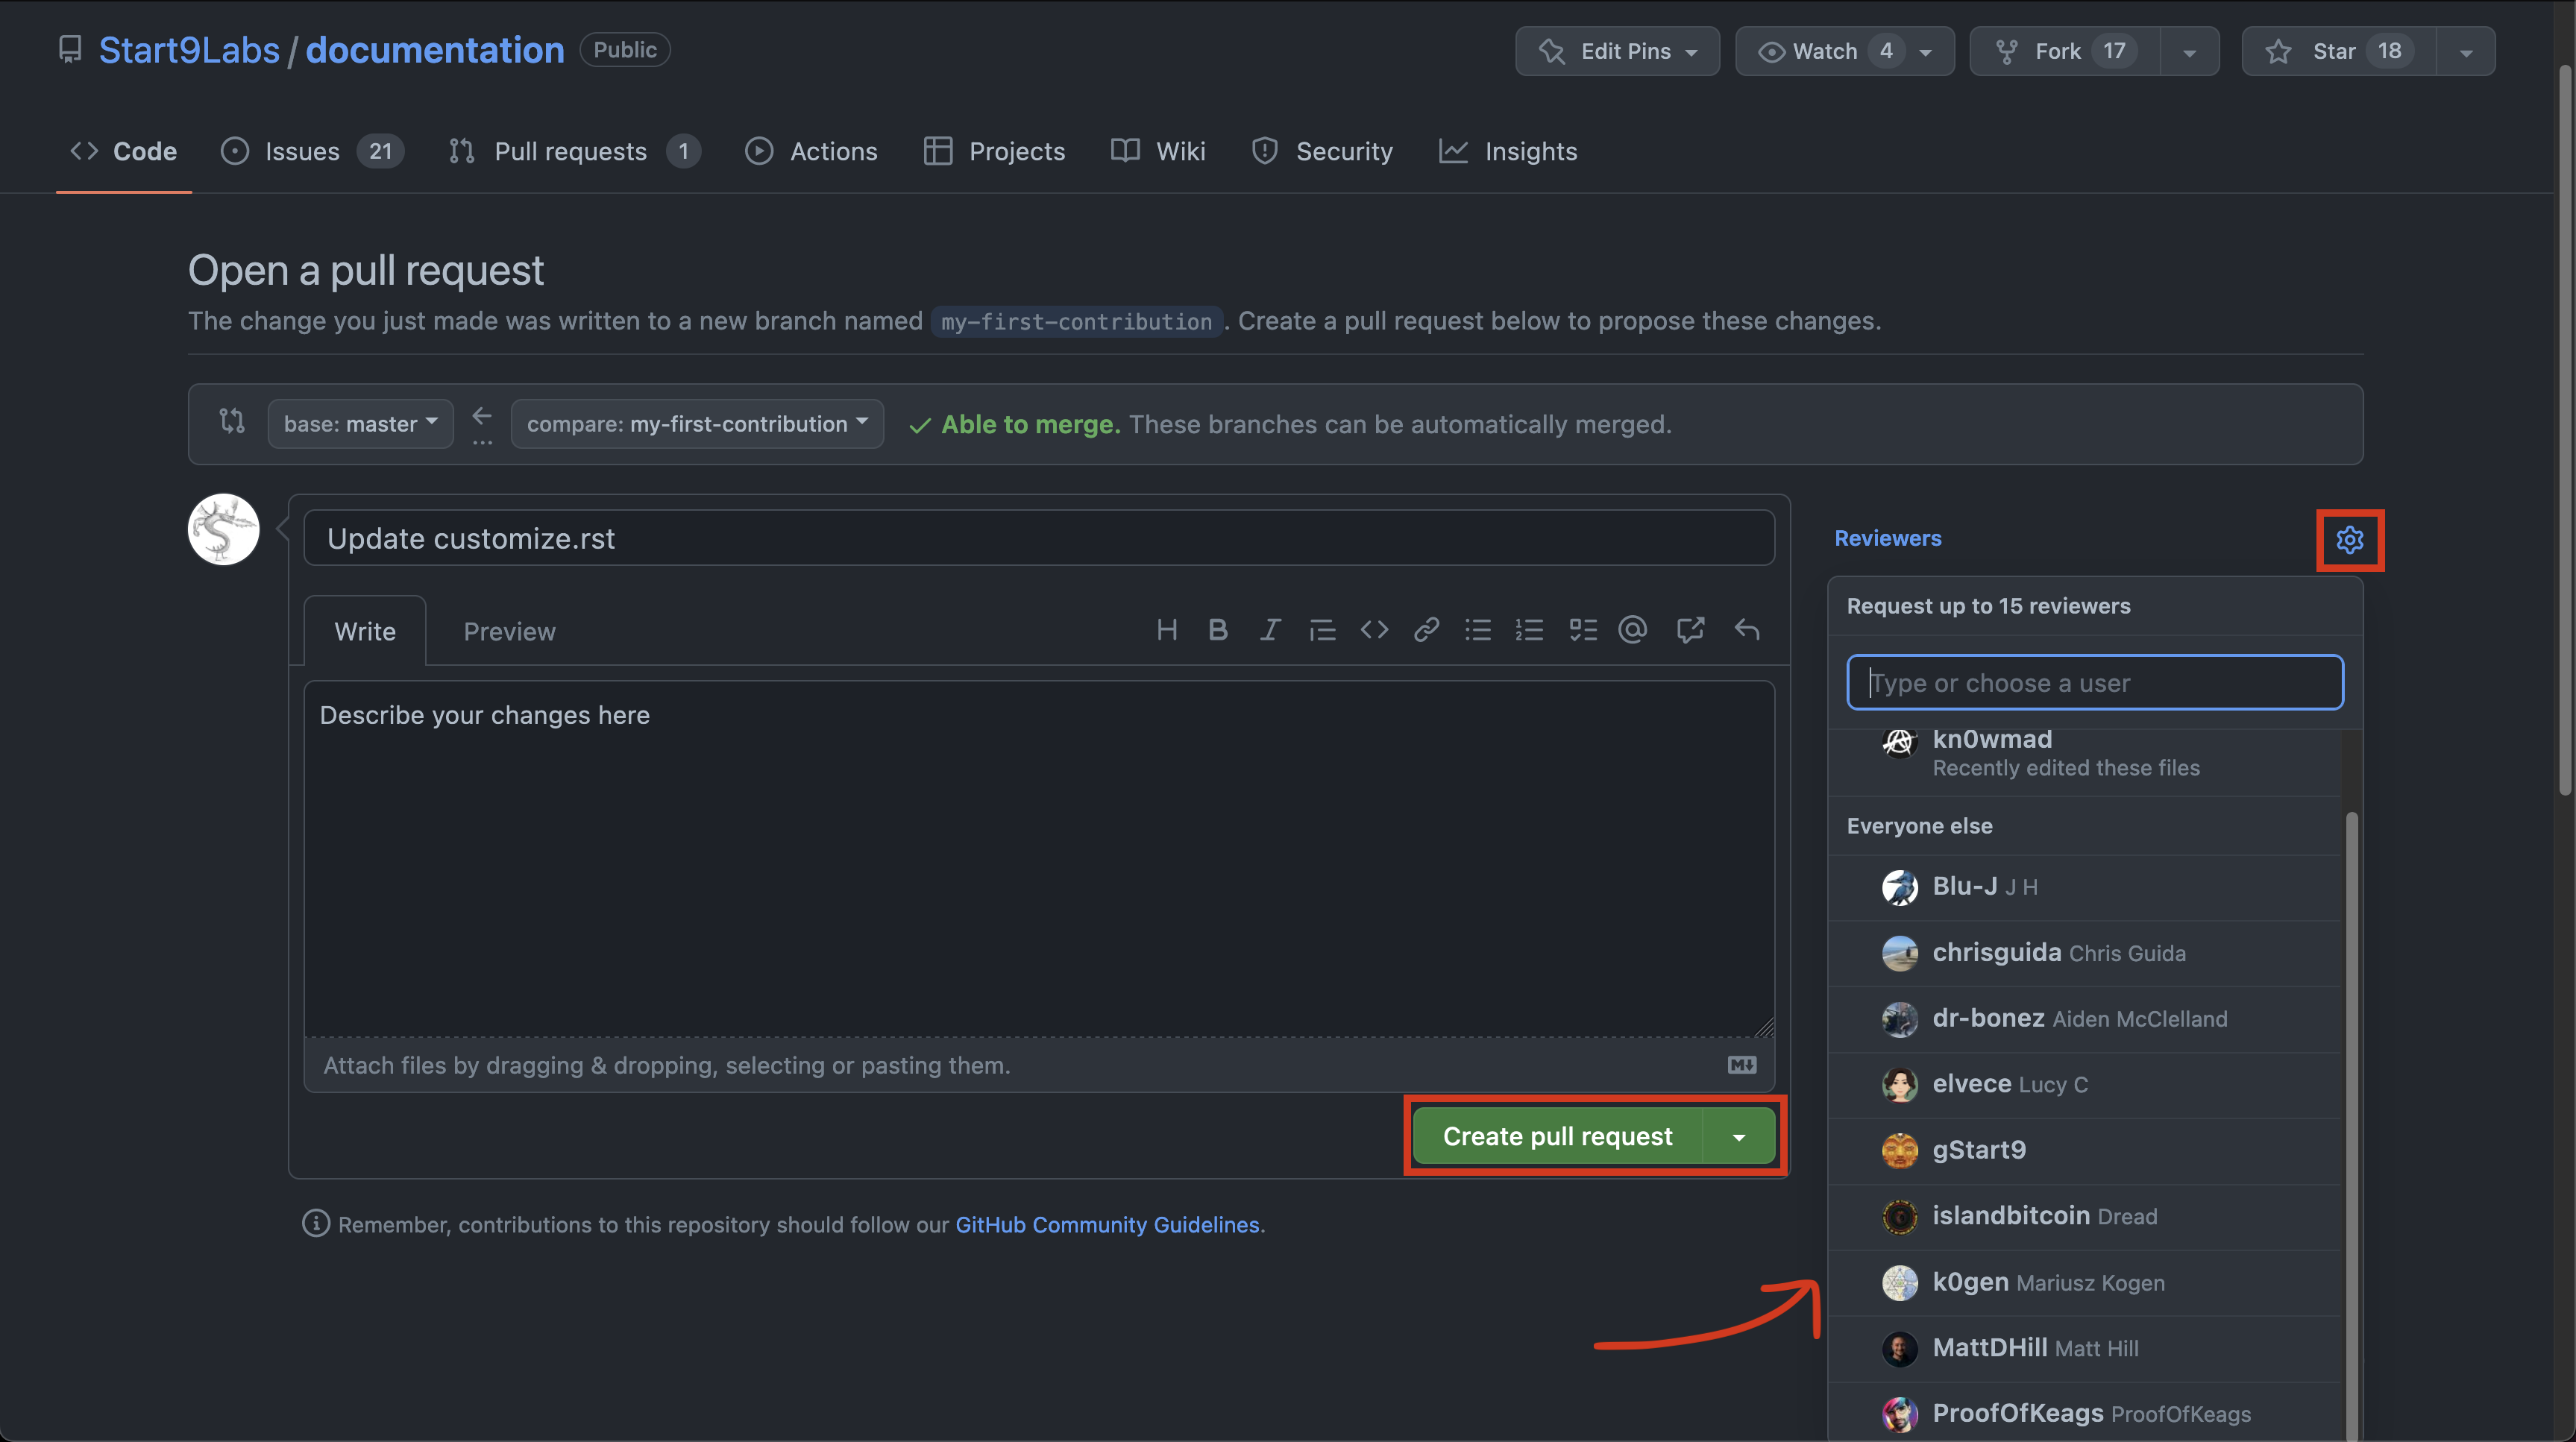 Start9Labs / documentation Public
Edit Pins Watch 4 Fork 17 Star 18
Code Issues 21 Pull requests 1 Actions Projects Wiki Security Insights
Open a pull request
The change you just made was written to a new branch named my-first-contribution. Create a pull request below to propose these changes.
base: master ... compare: my-first-contribution Able to merge. These branches can be automatically merged.
Update customize.rst
Write Preview
Describe your changes here
Attach files by dragging & dropping, selecting or pasting them.
Create pull request
Remember, contributions to this repository should follow our GitHub Community Guidelines.
Reviewers
Request up to 15 reviewers
Type or choose a user
kn0wmad
Recently edited these files
Everyone else
Blu-J J H
chrisguida Chris Guida
dr-bonez Aiden McClelland
elvece Lucy C
gStart9
islandbitcoin Dread
k0gen Mariusz Kogen
MattDHill Matt Hill
ProofOfKeags ProofOfKeags